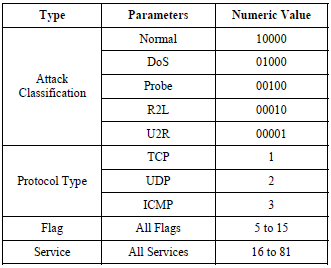 Type Parameters Numeric Value
Attack Classification Normal 10000
DoS 01000
Probe 00100
R2L 00010
U2R 00001
Protocol Type TCP 1
UDP 2
ICMP 3
Flag All Flags 5 to 15
Service All Services 16 to 81